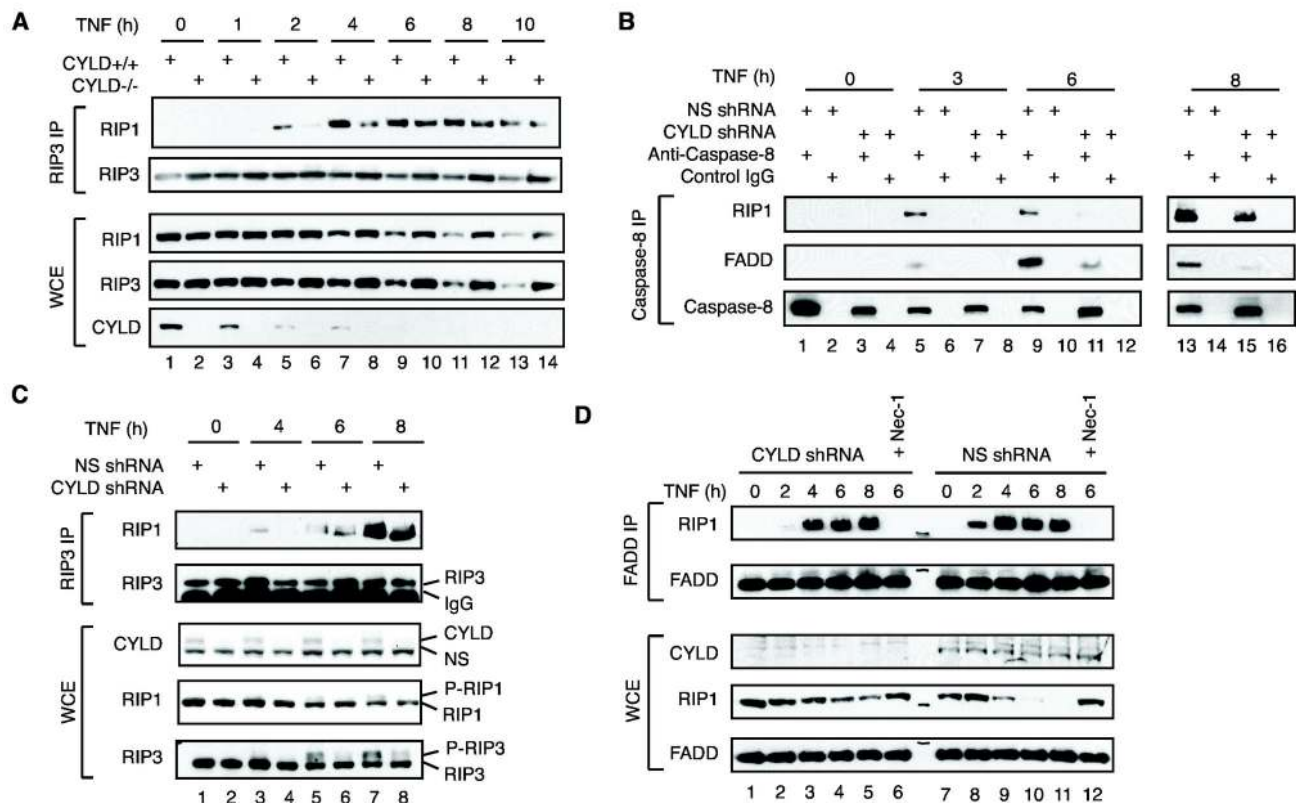 A
TNF (h) 0 1 2 4 6 8 10
CYLD+/+ + + + + + + +
CYLD-/- + + + + + + +
RIP3 IP
RIP1
RIP3
WCE
RIP1
RIP3
CYLD
1 2 3 4 5 6 7 8 9 10 11 12 13 14
B
TNF (h) 0 3 6 8
NS shRNA + + + + + + + +
CYLD shRNA + + + + + + + +
Anti-Caspase-8 + + + + + + + +
Control IgG + + + + + + + +
Caspase-8 IP
RIP1
FADD
Caspase-8
1 2 3 4 5 6 7 8 9 10 11 12 13 14 15 16
C
TNF (h) 0 4 6 8
NS shRNA + + + +
CYLD shRNA + + + +
RIP3 IP
RIP1
RIP3 RIP3
IgG
WCE
CYLD CYLD
NS
RIP1 P-RIP1
RIP1
RIP3 P-RIP3
RIP3
1 2 3 4 5 6 7 8
D
+ Nec-1 + Nec-1
CYLD shRNA NS shRNA
TNF (h) 0 2 4 6 8 6 0 2 4 6 8 6
FADD IP
RIP1
FADD
WCE
CYLD
RIP1
FADD
1 2 3 4 5 6 7 8 9 10 11 12